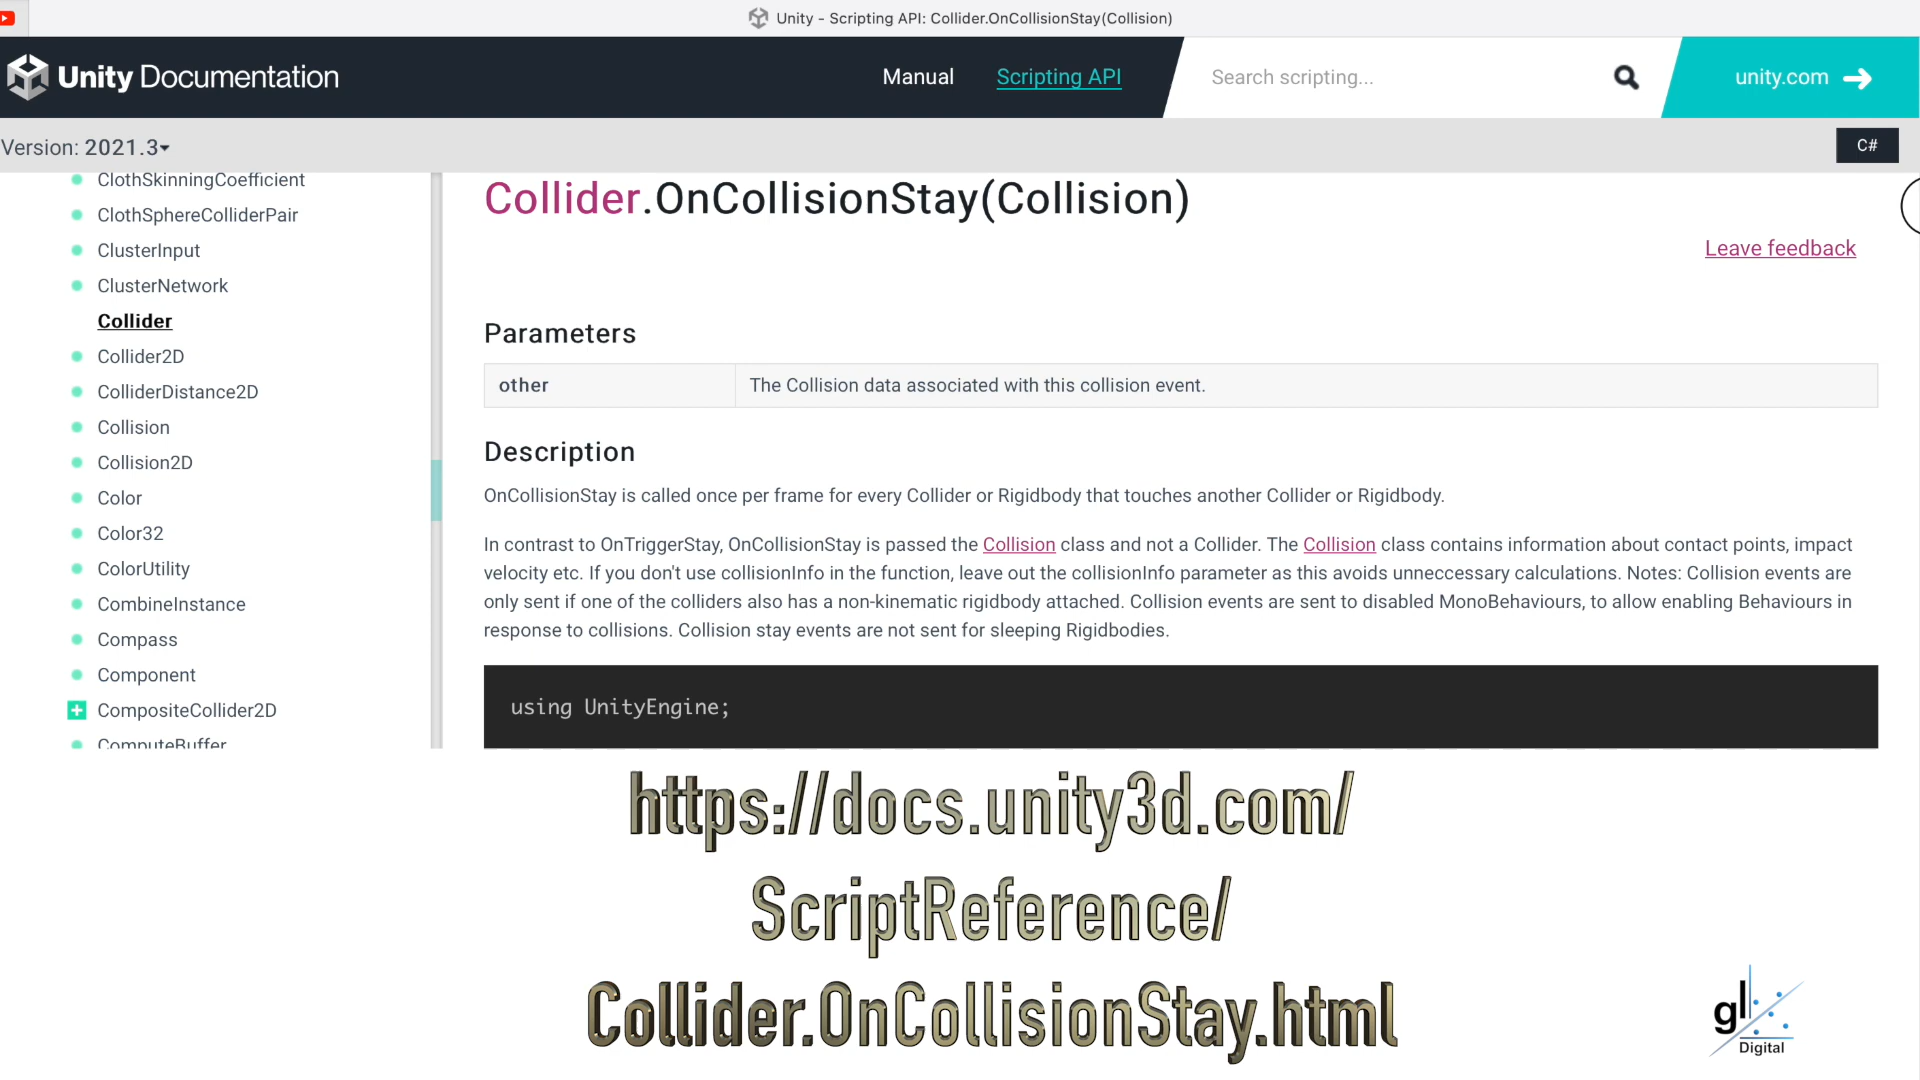 Unity - Scripting API: Collider.OnCollisionStay(Collision)
Unity Documentation
Manual
Scripting API
Search scripting...
unity.com
Version: 2021.3
C#
ClothSkinningCoefficient
ClothSphereColliderPair
ClusterInput
ClusterNetwork
Collider
Collider2D
ColliderDistance2D
Collision
Collision2D
Color
Color32
ColorUtility
CombineInstance
Compass
Component
CompositeCollider2D
ComputeBuffer
Collider.OnCollisionStay(Collision)
Leave feedback
Parameters
other The Collision data associated with this collision event.
Description
OnCollisionStay is called once per frame for every Collider or Rigidbody that touches another Collider or Rigidbody.
In contrast to OnTriggerStay, OnCollisionStay is passed the Collision class and not a Collider. The Collision class contains information about contact points, impact
velocity etc. If you don't use collisionInfo in the function, leave out the collisionInfo parameter as this avoids unneccessary calculations. Notes: Collision events are
only sent if one of the colliders also has a non-kinematic rigidbody attached. Collision events are sent to disabled MonoBehaviours, to allow enabling Behaviours in
response to collisions. Collision stay events are not sent for sleeping Rigidbodies.
using UnityEngine;
https://docs.unity3d.com/
ScriptReference/
Collider.OnCollisionStay.html
gl
Digital